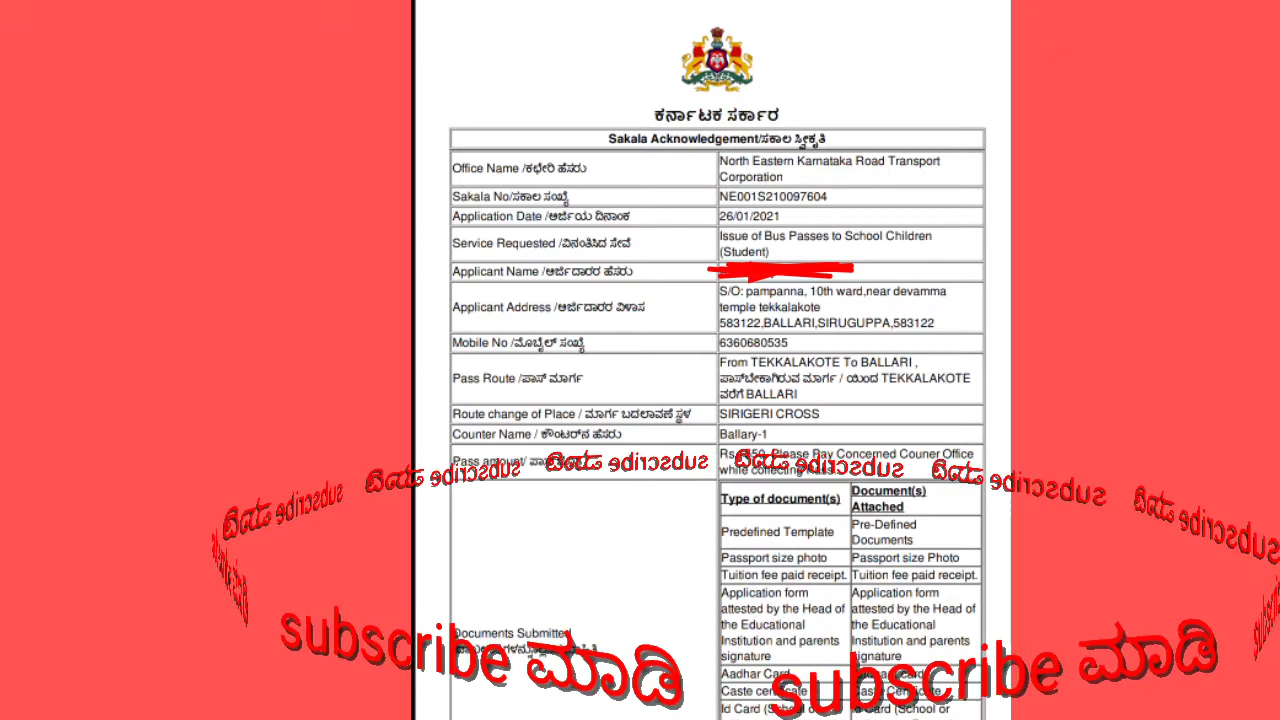 ಕರ್ನಾಟಕ ಸರ್ಕಾರ
Sakala Acknowledgement/ಸಕಾಲ ಸ್ವೀಕೃತಿ
Office Name /ಕಛೇರಿ ಹೆಸರು
North Eastern Karnataka Road Transport
Corporation
Sakala No/ಸಕಾಲ ಸಂಖ್ಯೆ
NE001S210097604
Application Date /ಅರ್ಜಿಯ ದಿನಾಂಕ
26/01/2021
Service Requested /ವಿನಂತಿಸಿದ ಸೇವೆ
Issue of Bus Passes to School Children
(Student)
Applicant Name /ಅರ್ಜಿದಾರರ ಹೆಸರು
Applicant Address /ಅರ್ಜಿದಾರರ ವಿಳಾಸ
S/O: pampanna, 10th ward,near devamma
temple tekkalakote
583122,BALLARI,SIRUGUPPA,583122
Mobile No /ಮೊಬೈಲ್ ಸಂಖ್ಯೆ
6360680535
Pass Route /ಪಾಸ್ ಮಾರ್ಗ
From TEKKALAKOTE To BALLARI ,
ಪಾಸ್‌ಬೇಕಾಗಿರುವ ಮಾರ್ಗ / ಯಿಂದ TEKKALAKOTE
ವರೆಗೆ BALLARI
Route change of Place / ಮಾರ್ಗ ಬದಲಾವಣೆ ಸ್ಥಳ
SIRIGERI CROSS
Counter Name / ಕೌಂಟರ್‌ನ ಹೆಸರು
Ballary-1
Pass amount/
Please Pay Concerned Couner Office
while collecting
subscribe ಮಾಡಿ
subscribe ಮಾಡಿ
subscribe ಮಾಡಿ
subscribe ಮಾಡಿ
subscribe ಮಾಡಿ
subscribe ಮಾಡಿ
Type of document(s)
Document(s)
Attached
Predefined Template
Pre-Defined
Documents
Passport size photo
Passport size Photo
Tuition fee paid receipt.
Tuition fee paid receipt.
Application form
attested by the Head of
the Educational
Institution and parents
signature
Application form
attested by the Head of
the Educational
Institution and parents
signature
Documents Submitted
Aadhar Card
Caste certificate
Caste Certificate
subscribe ಮಾಡಿ
subscribe ಮಾಡಿ